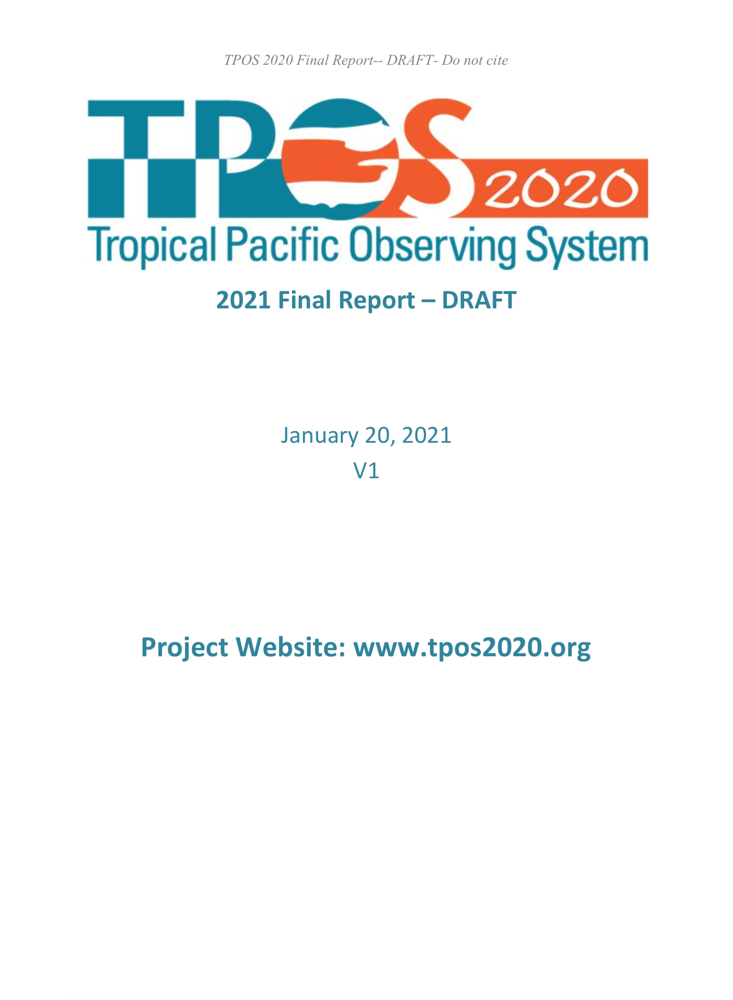 TPOS 2020 Final Report-- DRAFT- Do not cite
TPOS 2020
Tropical Pacific Observing System
2021 Final Report – DRAFT
January 20, 2021
V1
Project Website: www.tpos2020.org